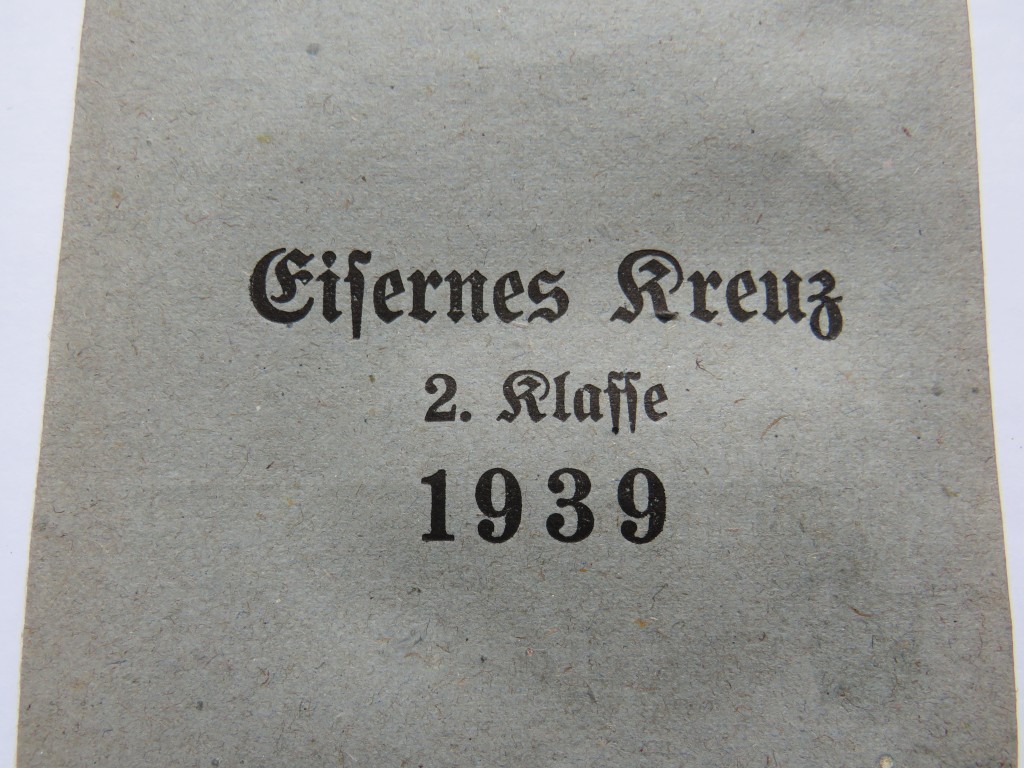 Eiſernes Kreuz
2. Klaſſe
1939